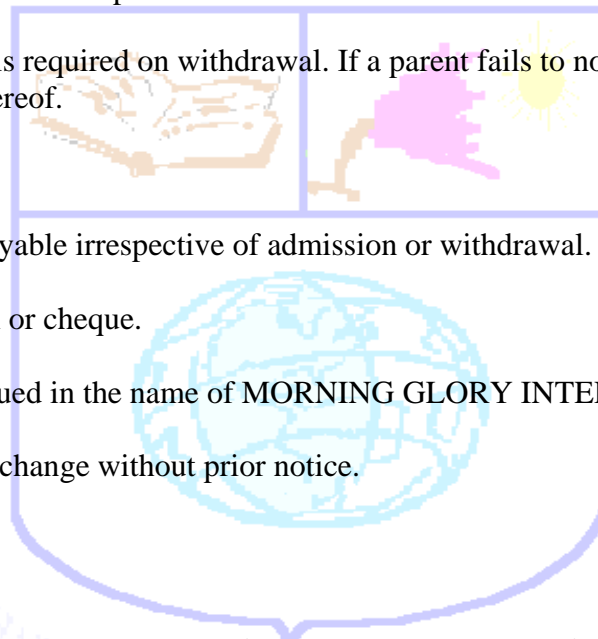 is required on withdrawal. If a parent fails to no
ereof.
yable irrespective of admission or withdrawal.
or cheque.
ued in the name of MORNING GLORY INTE
change without prior notice.